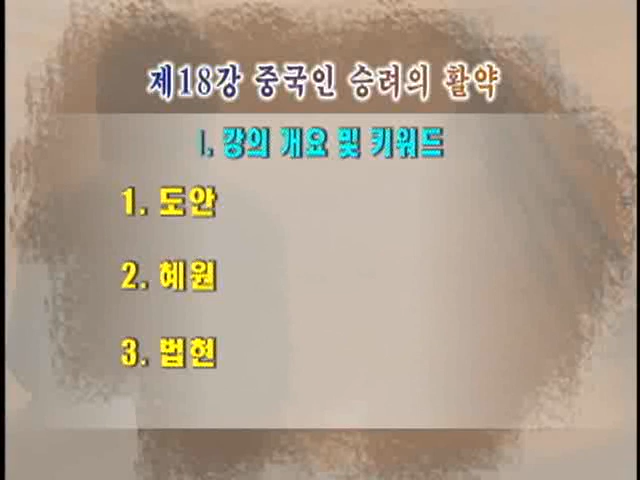 제18강 중국인 승려의 활약
I. 강의 개요 및 키워드
1. 도안
2. 혜원
3. 법현